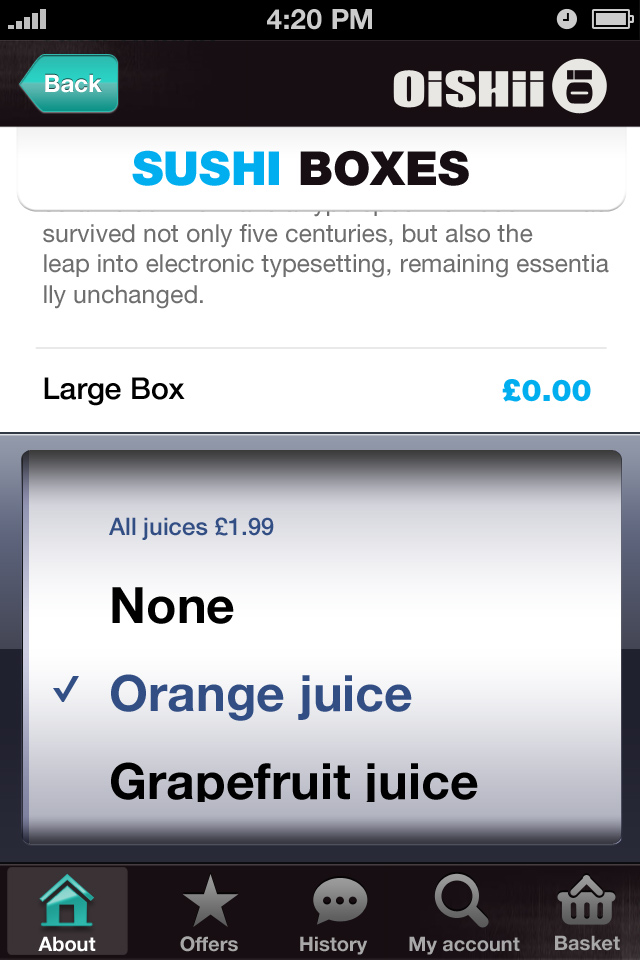 4:20 PM
Back
OiSHii
SUSHI BOXES
survived not only five centuries, but also the
leap into electronic typesetting, remaining essentia
lly unchanged.
Large Box
£0.00
All juices £1.99
None
Orange juice
Grapefruit juice
About
Offers
History
My account
Basket